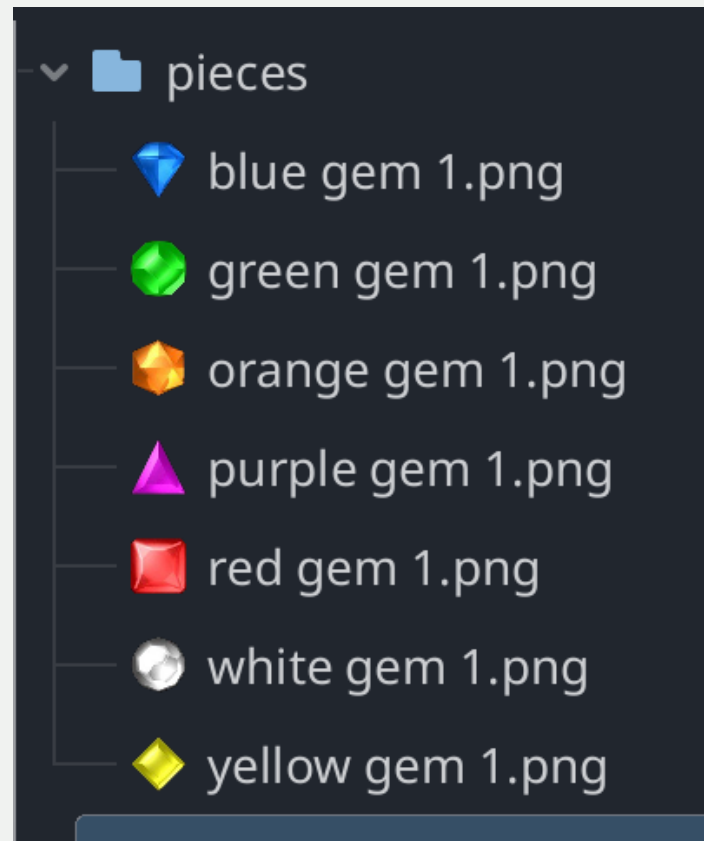 pieces
blue gem 1.png
green gem 1.png
orange gem 1.png
purple gem 1.png
red gem 1.png
white gem 1.png
yellow gem 1.png